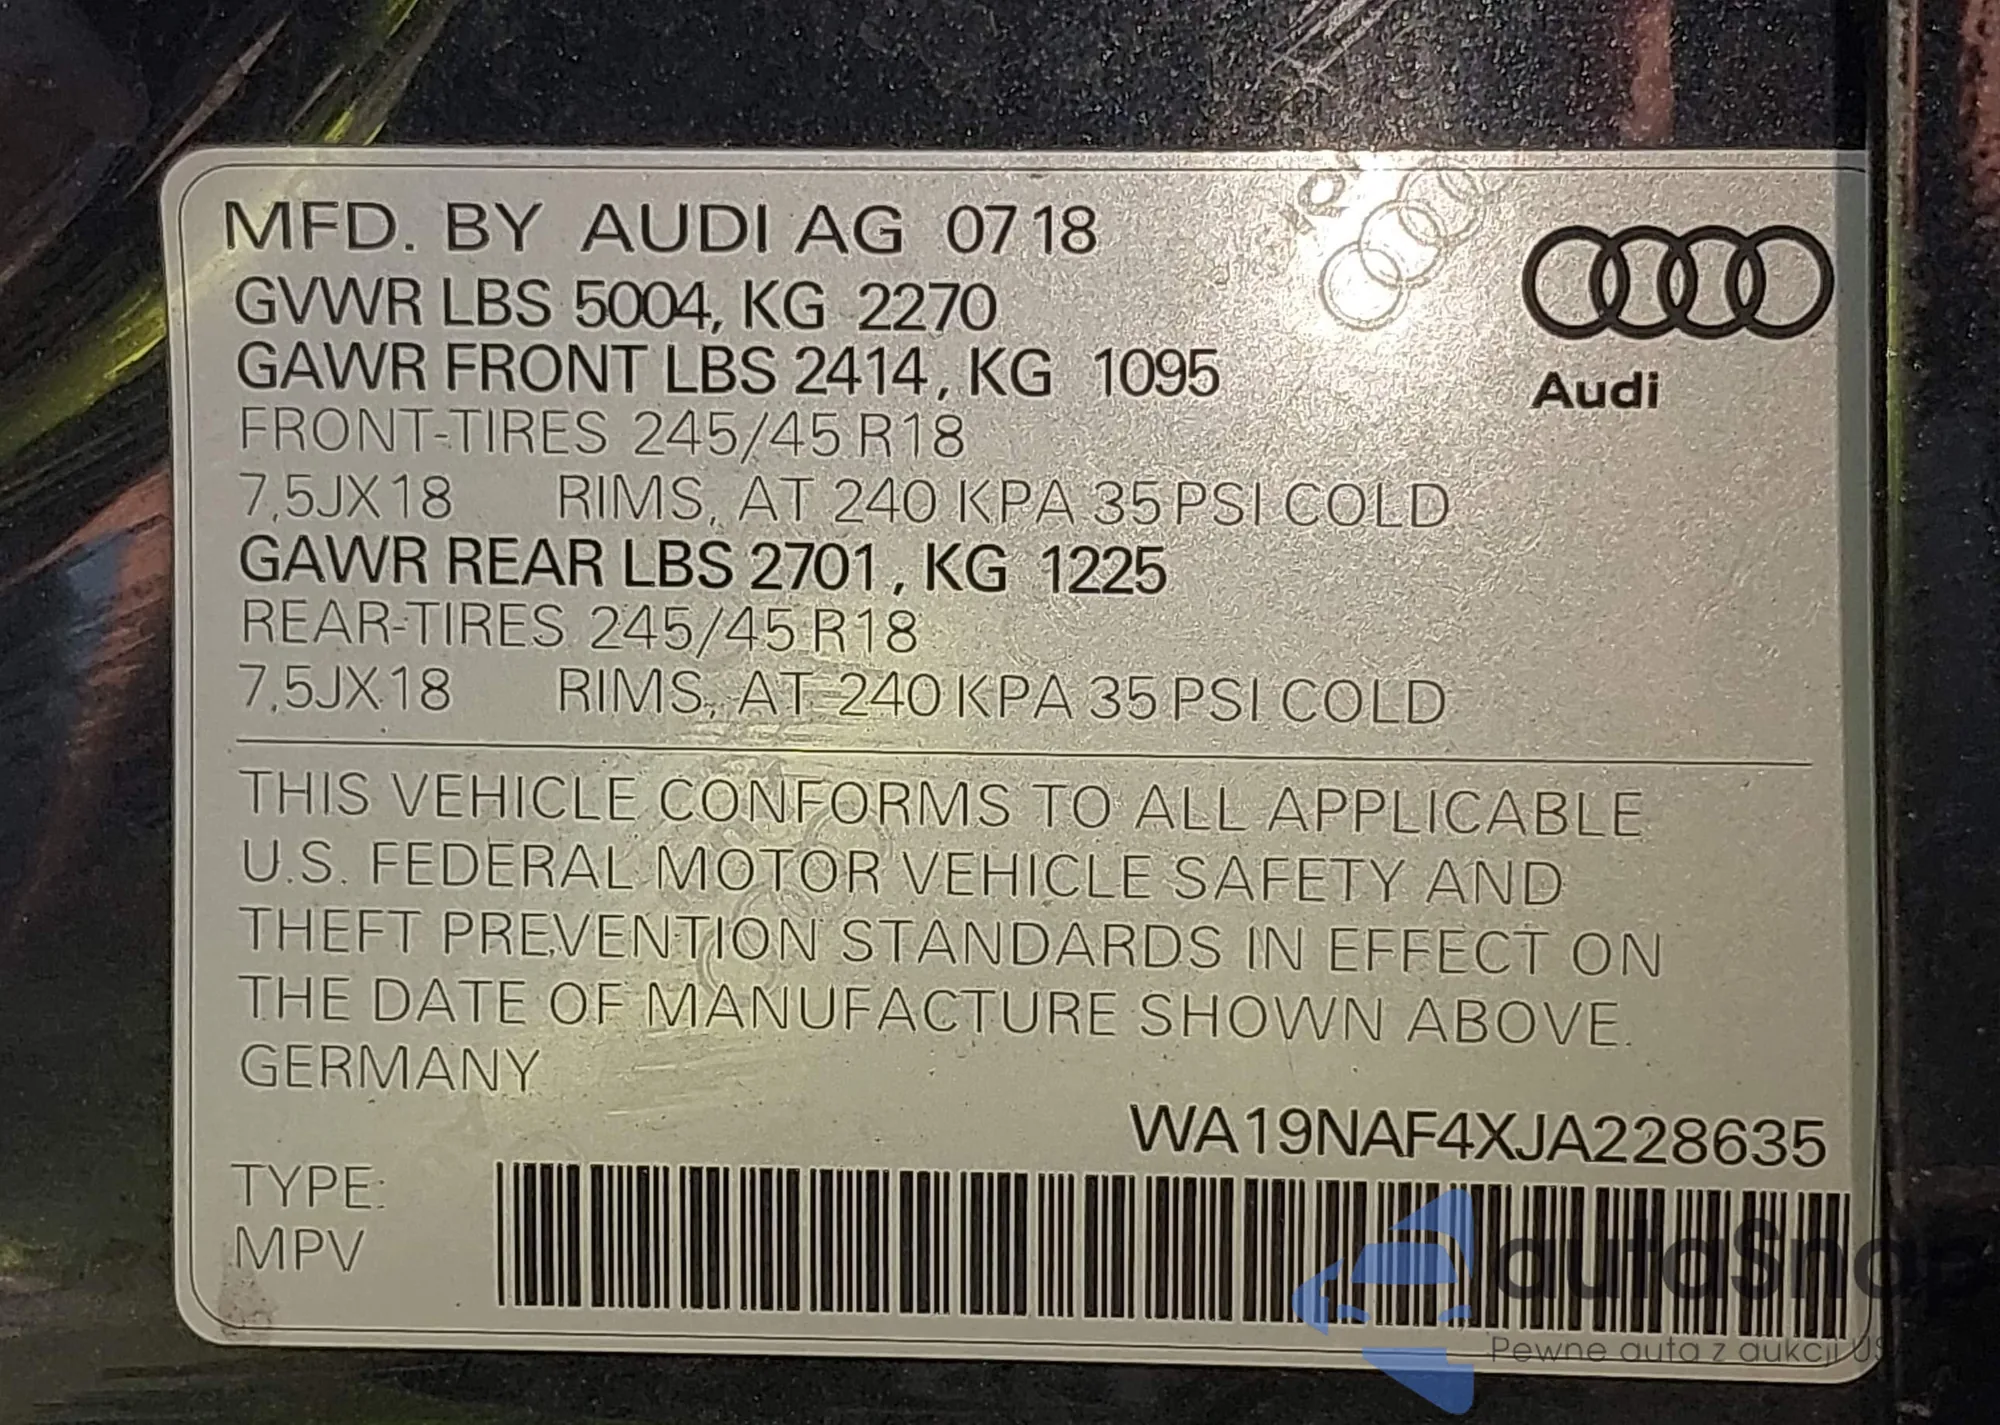 MFD. BY AUDI AG 07 18
GVWR LBS 5004, KG 2270
GAWR FRONT LBS 2414, KG 1095
FRONT-TIRES 245/45 R18
7,5JX18 RIMS, AT 240 KPA 35 PSI COLD
GAWR REAR LBS 2701, KG 1225
REAR-TIRES 245/45 R18
7,5JX18 RIMS, AT 240 KPA 35 PSI COLD
Audi
THIS VEHICLE CONFORMS TO ALL APPLICABLE
U.S. FEDERAL MOTOR VEHICLE SAFETY AND
THEFT PREVENTION STANDARDS IN EFFECT ON
THE DATE OF MANUFACTURE SHOWN ABOVE.
GERMANY
WA19NAF4XJA228635
TYPE:
MPV
autaSnap
Pewne auta z aukcji